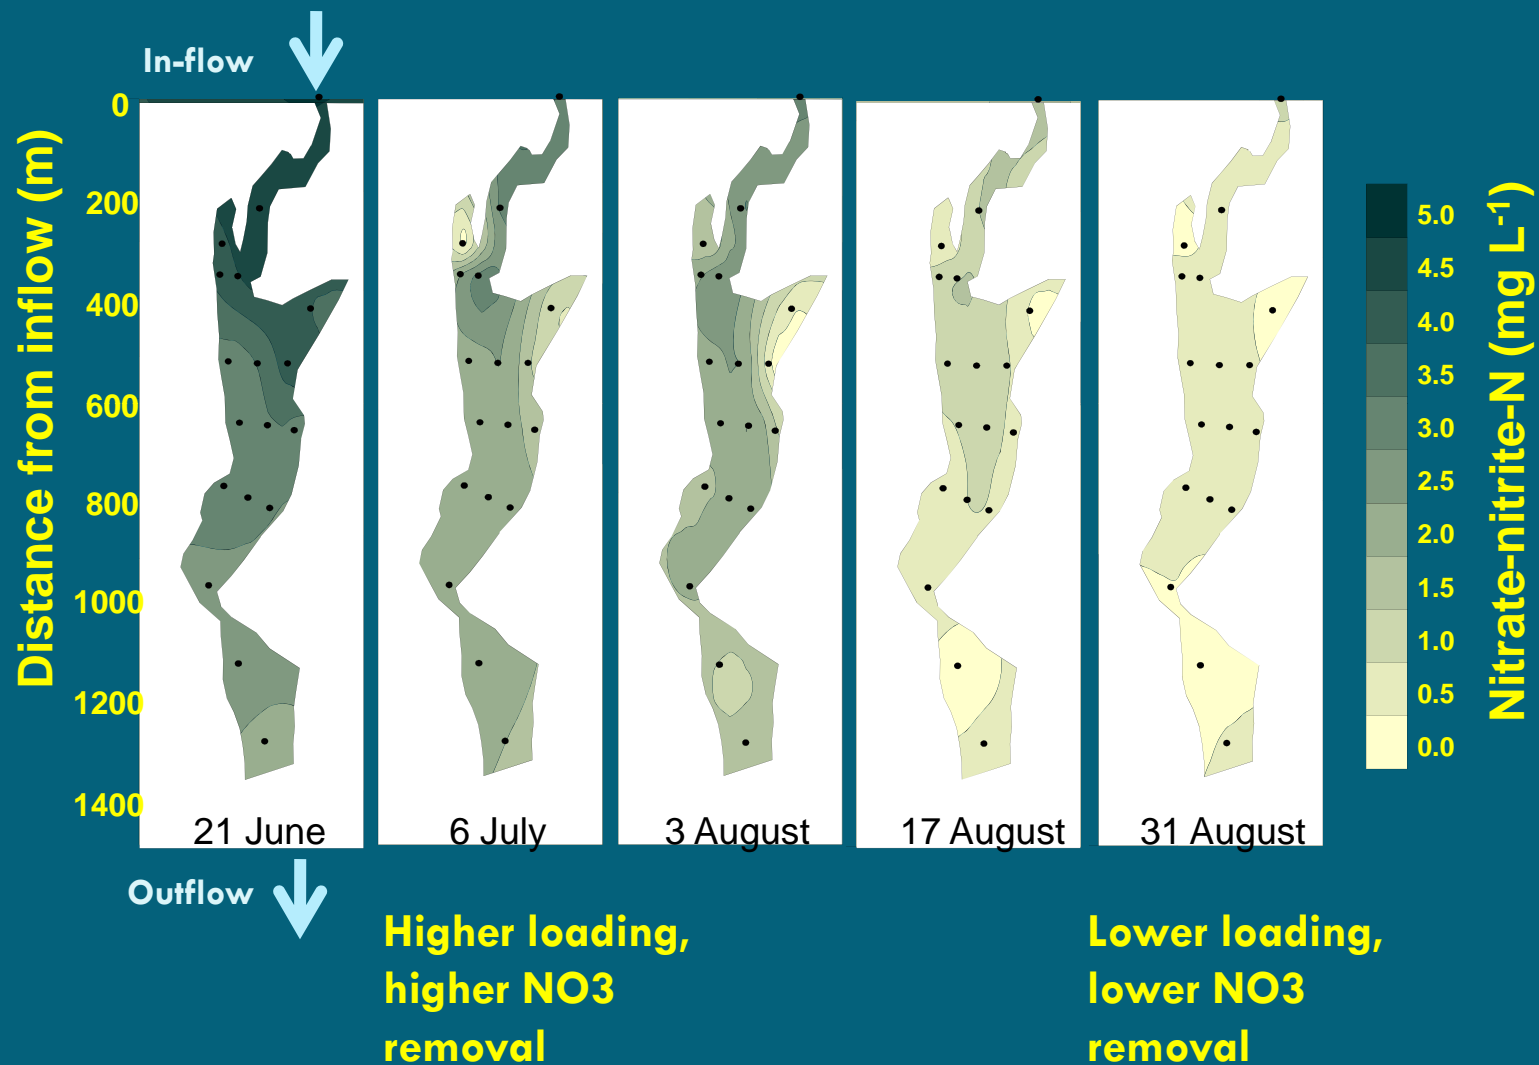 In-flow
Distance from inflow (m)
0
200
400
600
800
1000
1200
1400
21 June
6 July
3 August
17 August
31 August
5.0
4.5
4.0
3.5
3.0
2.5
2.0
1.5
1.0
0.5
0.0
Nitrate-nitrite-N (mg L-1)
Outflow
Higher loading,
higher NO3
removal
Lower loading,
lower NO3
removal